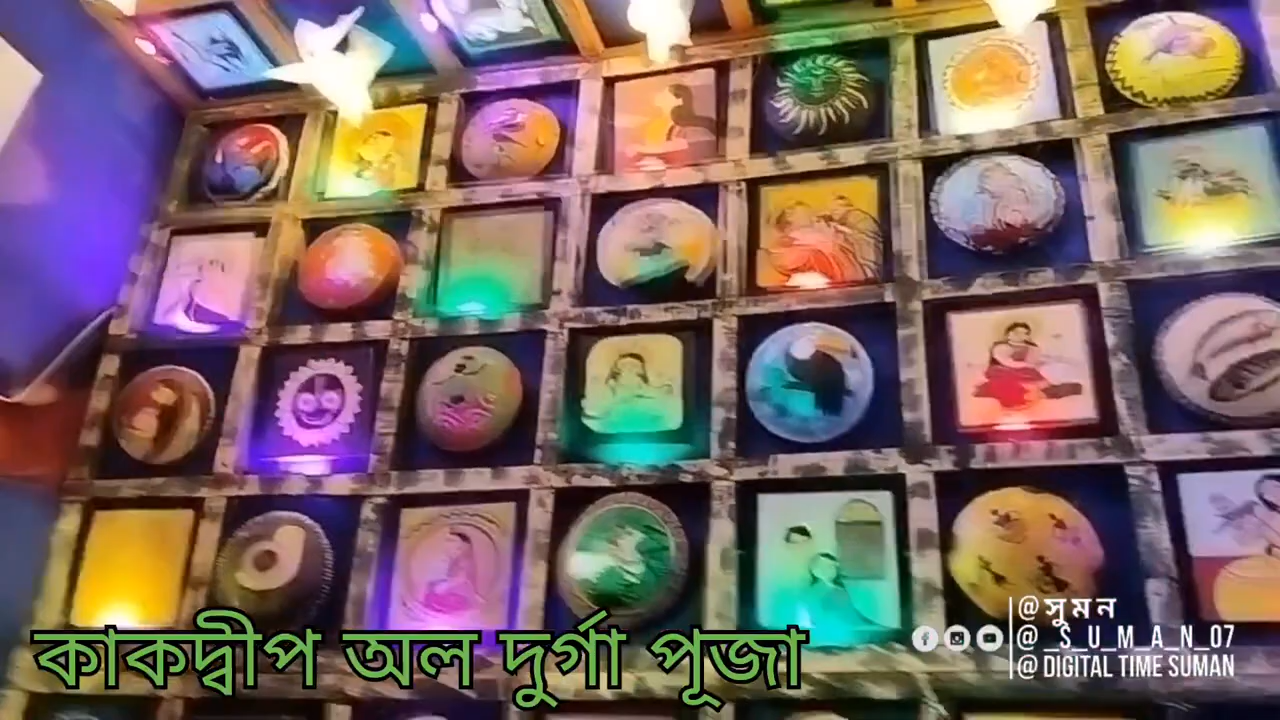 কাকদ্বীপ অল দুর্গা পূজা
@ সুমন
@ _S_U_M_A_N_07
@ DIGITAL TIME SUMAN